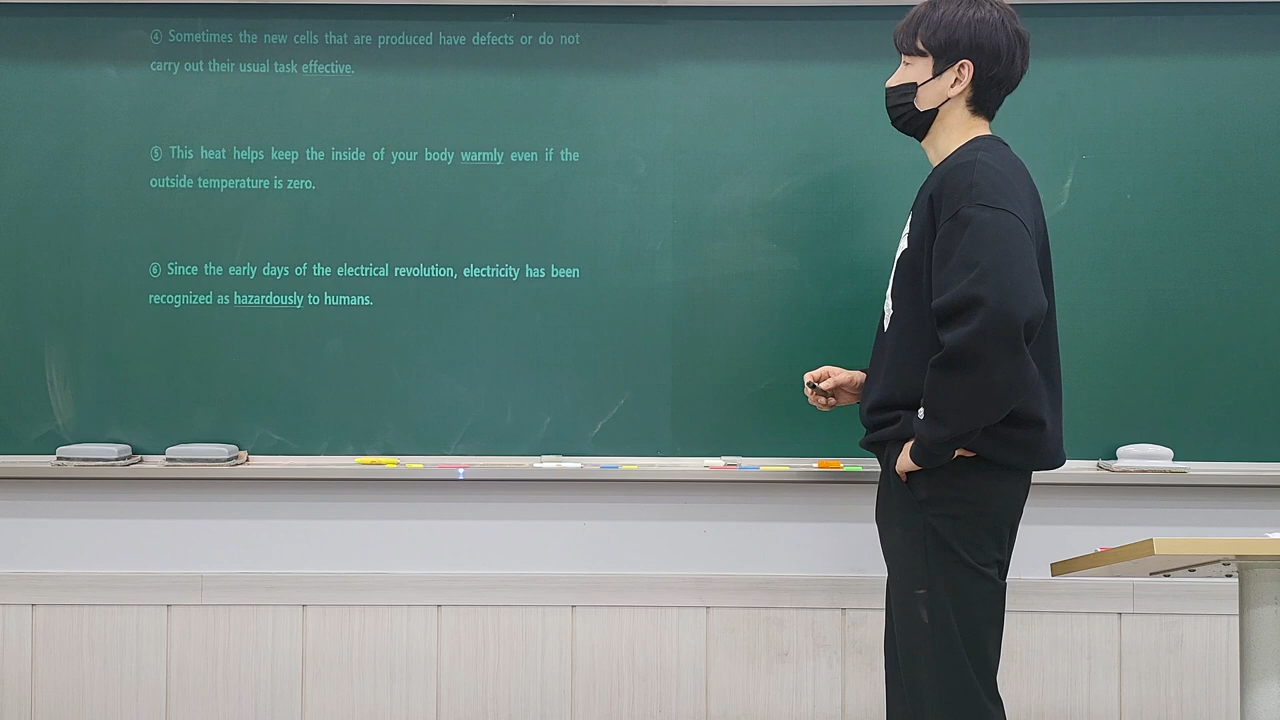 ④ Sometimes the new cells that are produced have defects or do not
carry out their usual task effective.
⑤ This heat helps keep the inside of your body warmly even if the
outside temperature is zero.
⑥ Since the early days of the electrical revolution, electricity has been
recognized as hazardously to humans.